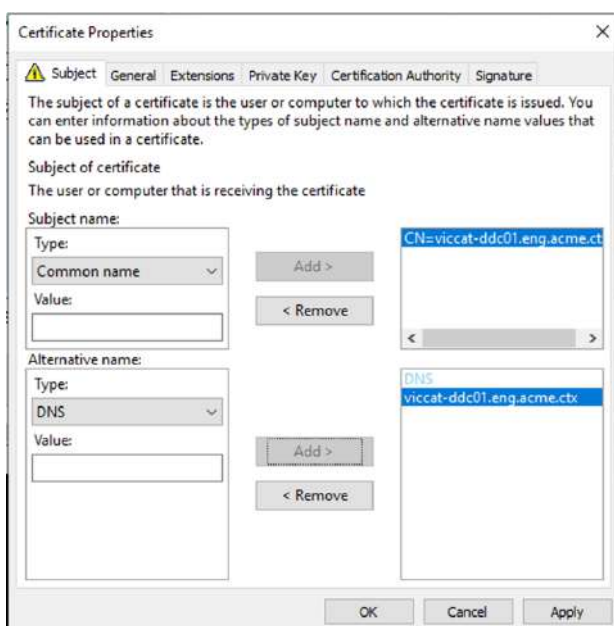 Certificate Properties
Subject General Extensions Private Key Certification Authority Signature
The subject of a certificate is the user or computer to which the certificate is issued. You
can enter information about the types of subject name and alternative name values that
can be used in a certificate.
Subject of certificate
The user or computer that is receiving the certificate
Subject name:
Type:
Common name
Value:
Add >
< Remove
CN=viccat-ddc01.eng.acme.ct
Alternative name:
Type:
DNS
Value:
Add >
< Remove
DNS
viccat-ddc01.eng.acme.ctx
OK Cancel Apply